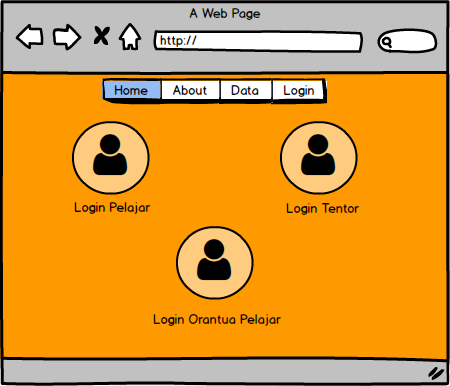 A Web Page
http://
Home About Data Login
Login Pelajar
Login Tentor
Login Orantua Pelajar